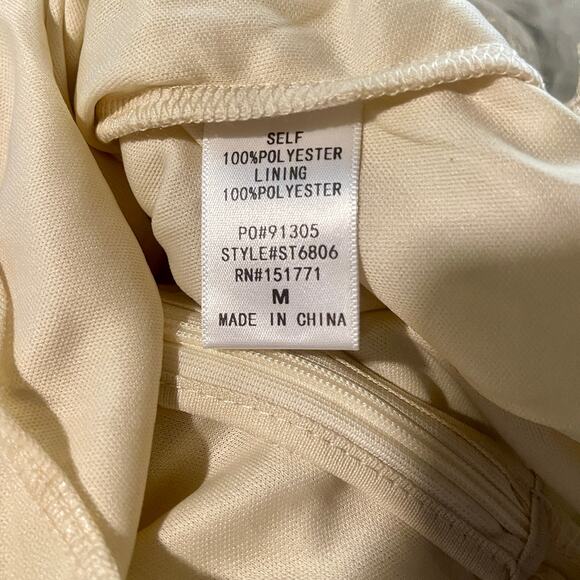 SELF
100%POLYESTER
LINING
100%POLYESTER
PO#91305
STYLE#ST6806
RN#151771
M
MADE IN CHINA